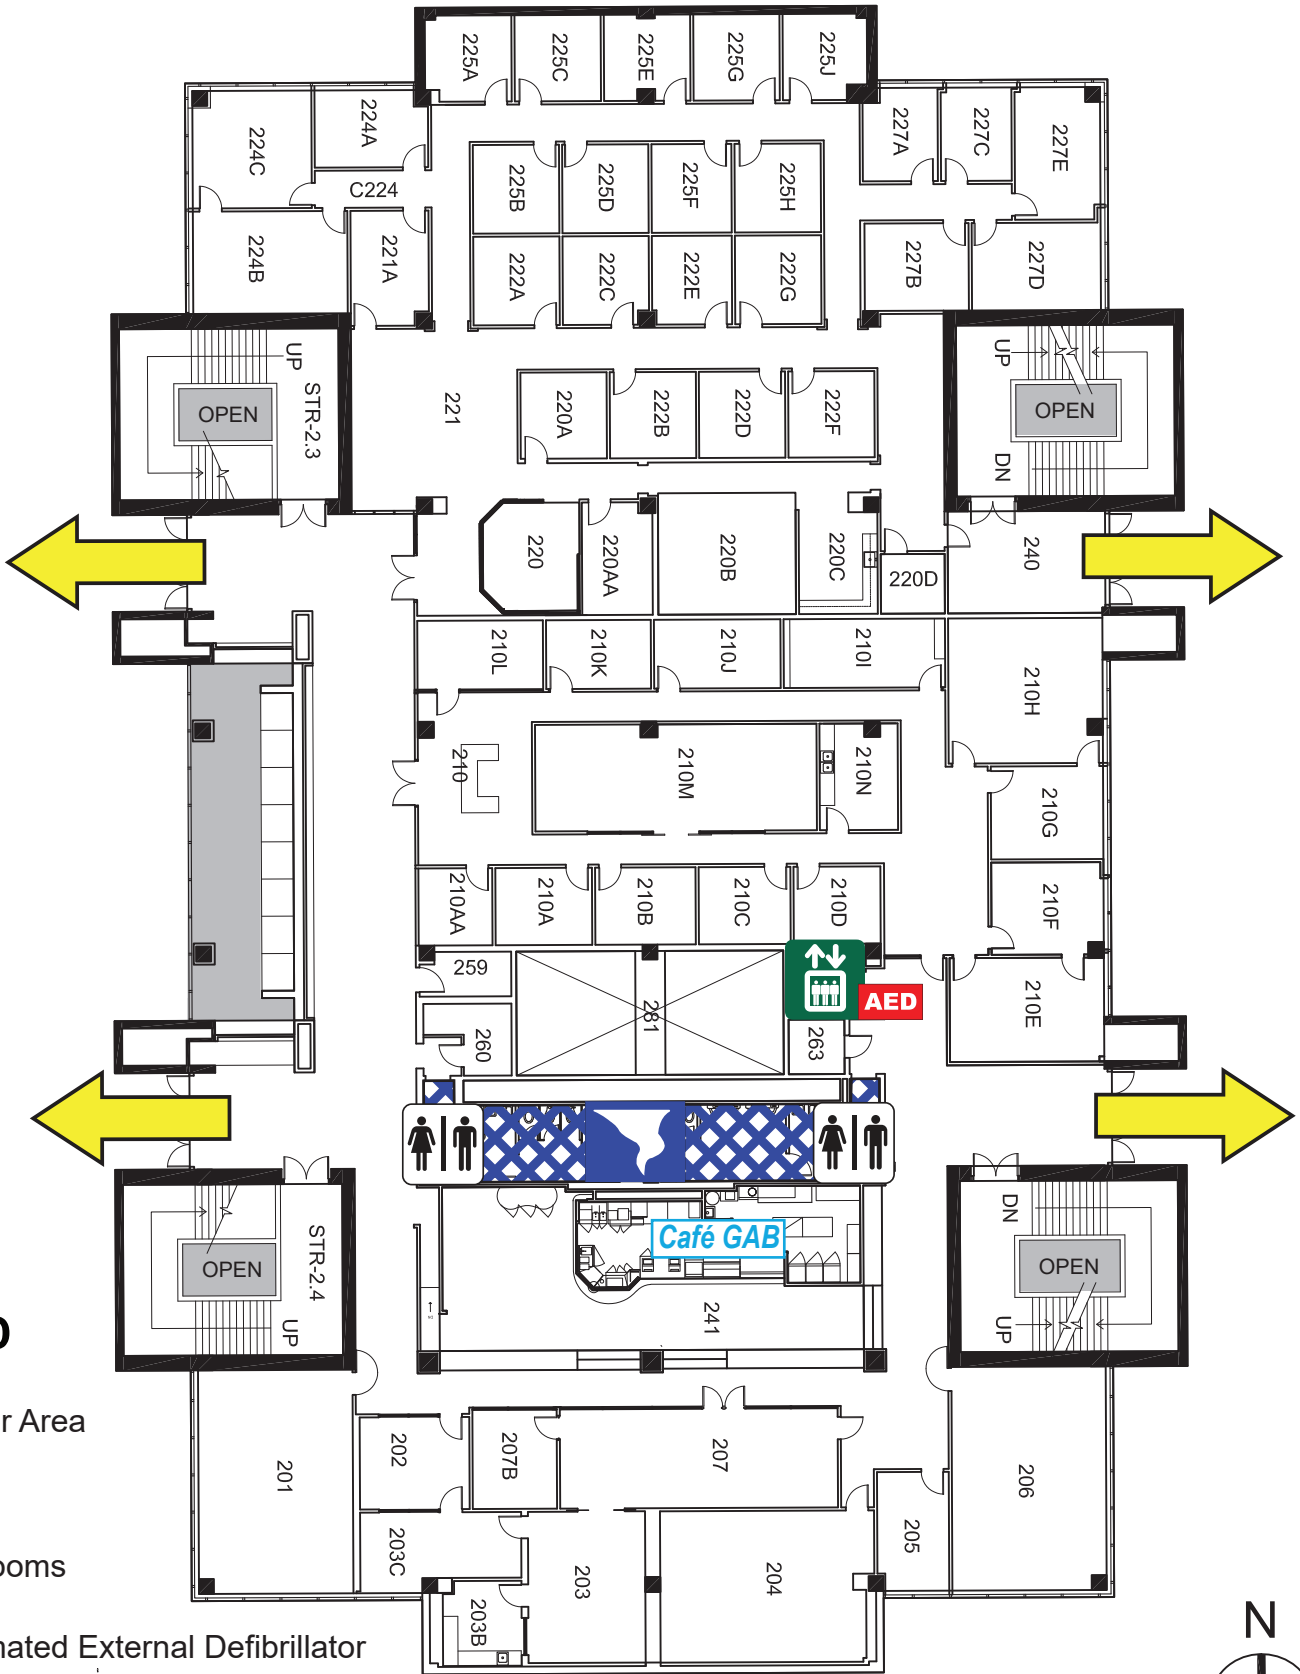 225A
225C
225E
225G
225J
224C
224A
227A
227C
227E
C224
225B
225D
225F
225H
224B
221A
222A
222C
222E
222G
227B
227D
UP
OPEN
STR-2.3
221
220A
222B
222D
222F
UP
OPEN
DN
220
220AA
220B
220C
220D
240
210L
210K
210J
210I
210H
210
210M
210N
210G
210AA
210A
210B
210C
210D
210F
259
281
AED
260
263
210E
Café GAB
OPEN
STR-2.4
UP
241
DN
OPEN
UP
r Area
201
202
207B
207
206
203C
203
204
205
ooms
203B
nated External Defibrillator
N